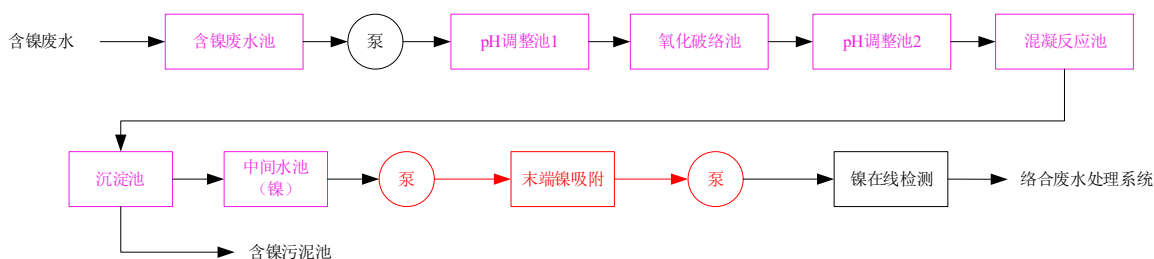 含镍废水
含镍废水池
泵
pH调整池1
氧化破络池
pH调整池2
混凝反应池
沉淀池
中间水池
（镍）
泵
末端镍吸附
泵
镍在线检测
络合废水处理系统
含镍污泥池